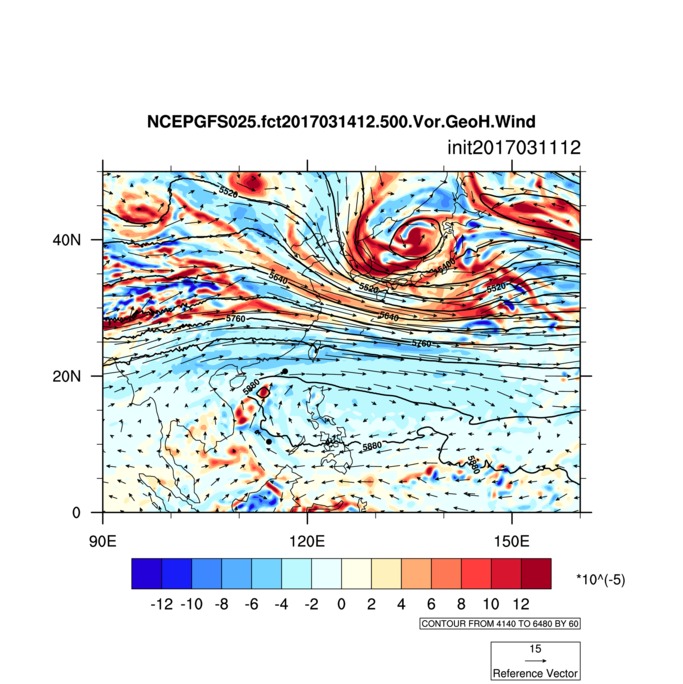 NCEPGFS025.fct2017031412.500.Vor.GeoH.Wind
init2017031112
5520
40N
5400
5640
5520
5520
5640
5760
5760
20N
5880
5880
5880
0
90E 120E 150E
-12 -10 -8 -6 -4 -2 0 2 4 6 8 10 12
*10^(-5)
CONTOUR FROM 4140 TO 6480 BY 60
15
Reference Vector